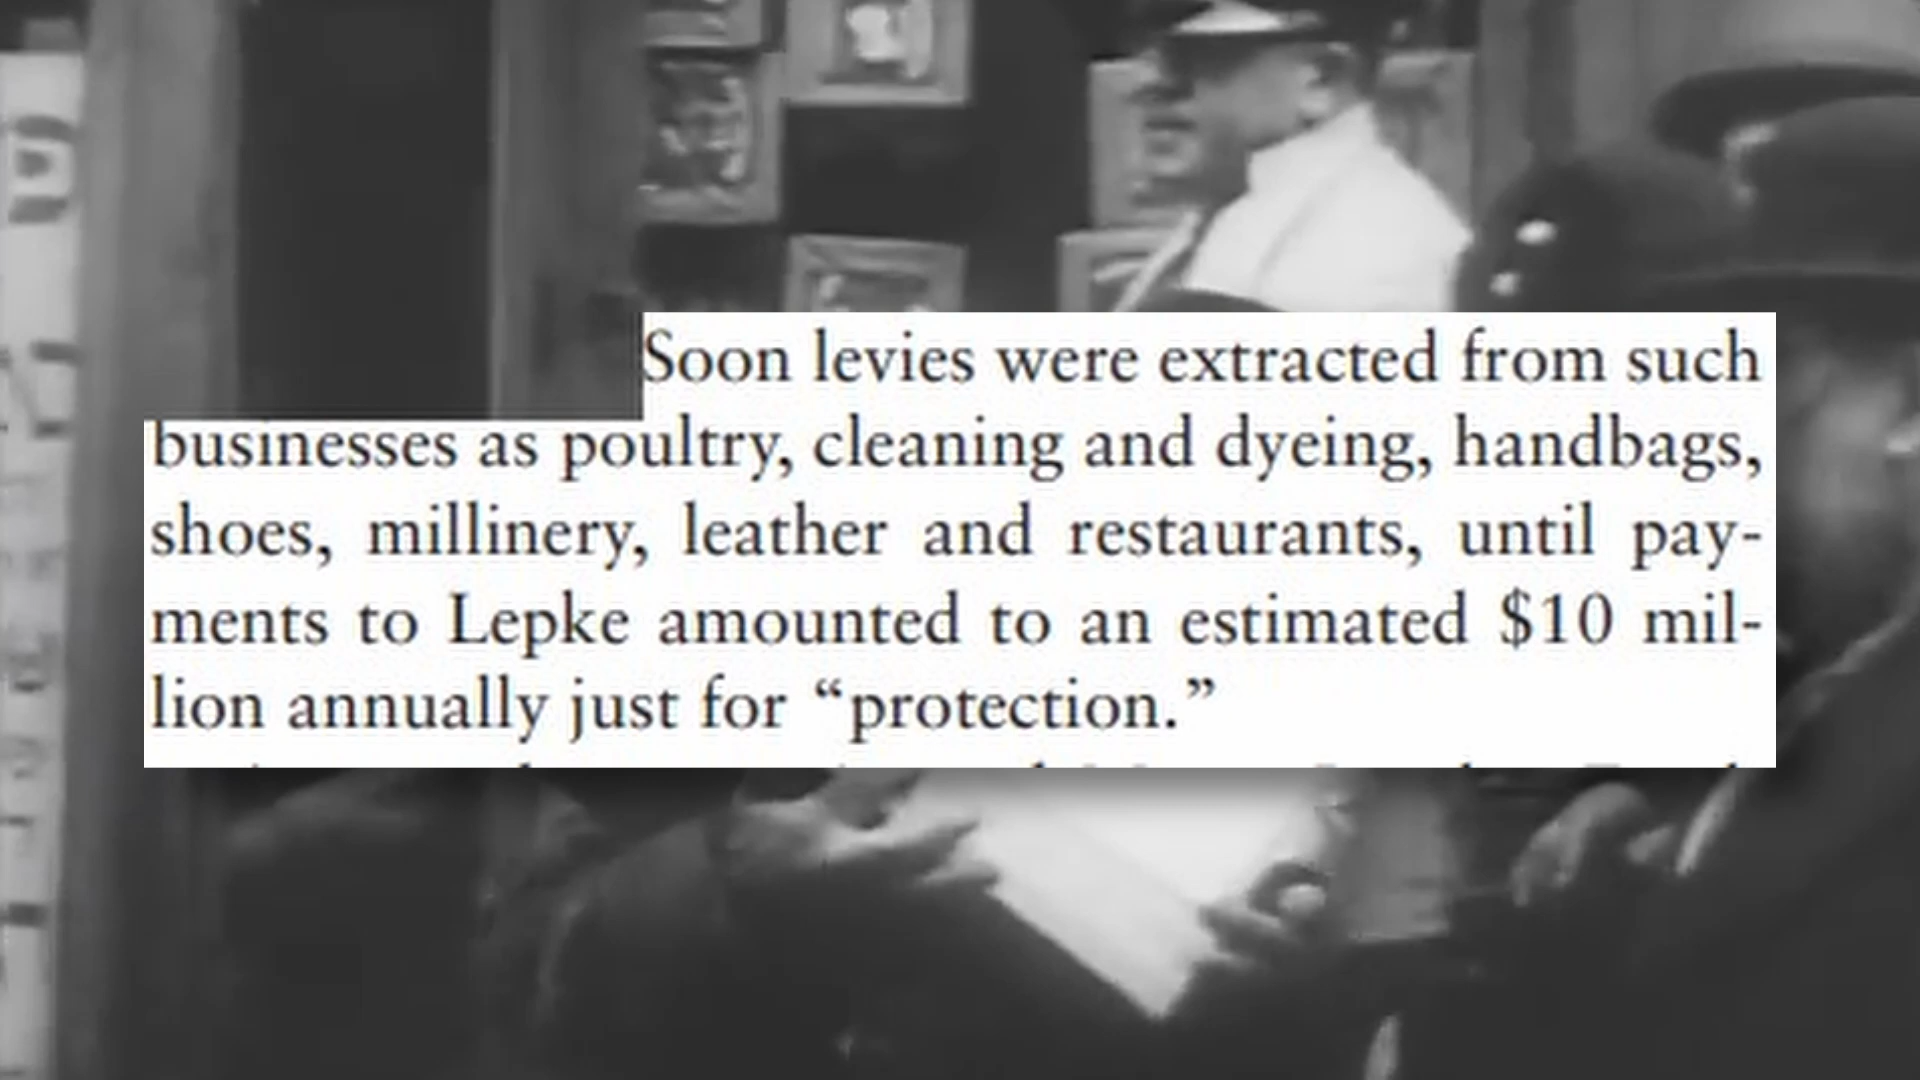 Soon levies were extracted from such
businesses as poultry, cleaning and dyeing, handbags,
shoes, millinery, leather and restaurants, until pay-
ments to Lepke amounted to an estimated $10 mil-
lion annually just for “protection.”